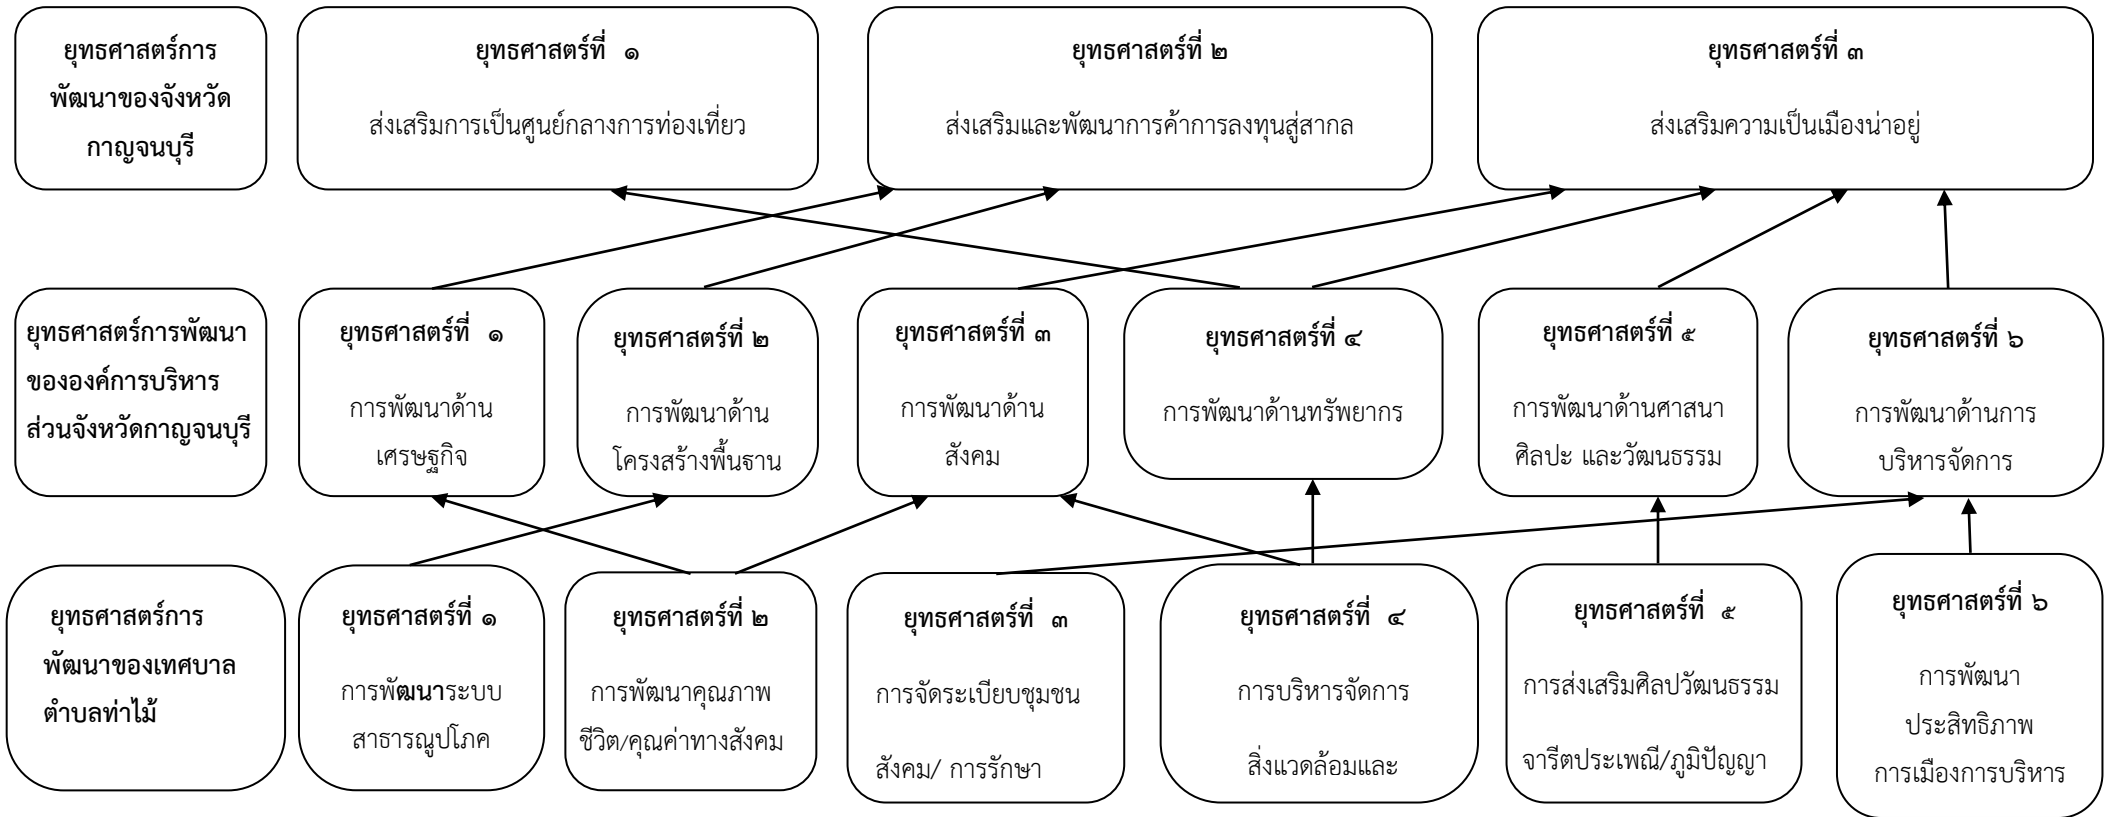 ยุทธศาสตร์การ
พัฒนาของจังหวัด
กาญจนบุรี
ยุทธศาสตร์ที่ ๑
ส่งเสริมการเป็นศูนย์กลางการท่องเที่ยว
ยุทธศาสตร์ที่ ๒
ส่งเสริมและพัฒนาการค้าการลงทุนสู่สากล
ยุทธศาสตร์ที่ ๓
ส่งเสริมความเป็นเมืองน่าอยู่
ยุทธศาสตร์การพัฒนา
ขององค์การบริหาร
ส่วนจังหวัดกาญจนบุรี
ยุทธศาสตร์ที่ ๑
การพัฒนาด้าน
เศรษฐกิจ
ยุทธศาสตร์ที่ ๒
การพัฒนาด้าน
โครงสร้างพื้นฐาน
ยุทธศาสตร์ที่ ๓
การพัฒนาด้าน
สังคม
ยุทธศาสตร์ที่ ๔
การพัฒนาด้านทรัพยากร
ยุทธศาสตร์ที่ ๕
การพัฒนาด้านศาสนา
ศิลปะ และวัฒนธรรม
ยุทธศาสตร์ที่ ๖
การพัฒนาด้านการ
บริหารจัดการ
ยุทธศาสตร์การ
พัฒนาของเทศบาล
ตำบลท่าไม้
ยุทธศาสตร์ที่ ๑
การพัฒนาระบบ
สาธารณูปโภค
ยุทธศาสตร์ที่ ๒
การพัฒนาคุณภาพ
ชีวิต/คุณค่าทางสังคม
ยุทธศาสตร์ที่ ๓
การจัดระเบียบชุมชน
สังคม/ การรักษา
ยุทธศาสตร์ที่ ๔
การบริหารจัดการ
สิ่งแวดล้อมและ
ยุทธศาสตร์ที่ ๕
การส่งเสริมศิลปวัฒนธรรม
จารีตประเพณี/ภูมิปัญญา
ยุทธศาสตร์ที่ ๖
การพัฒนา
ประสิทธิภาพ
การเมืองการบริหาร